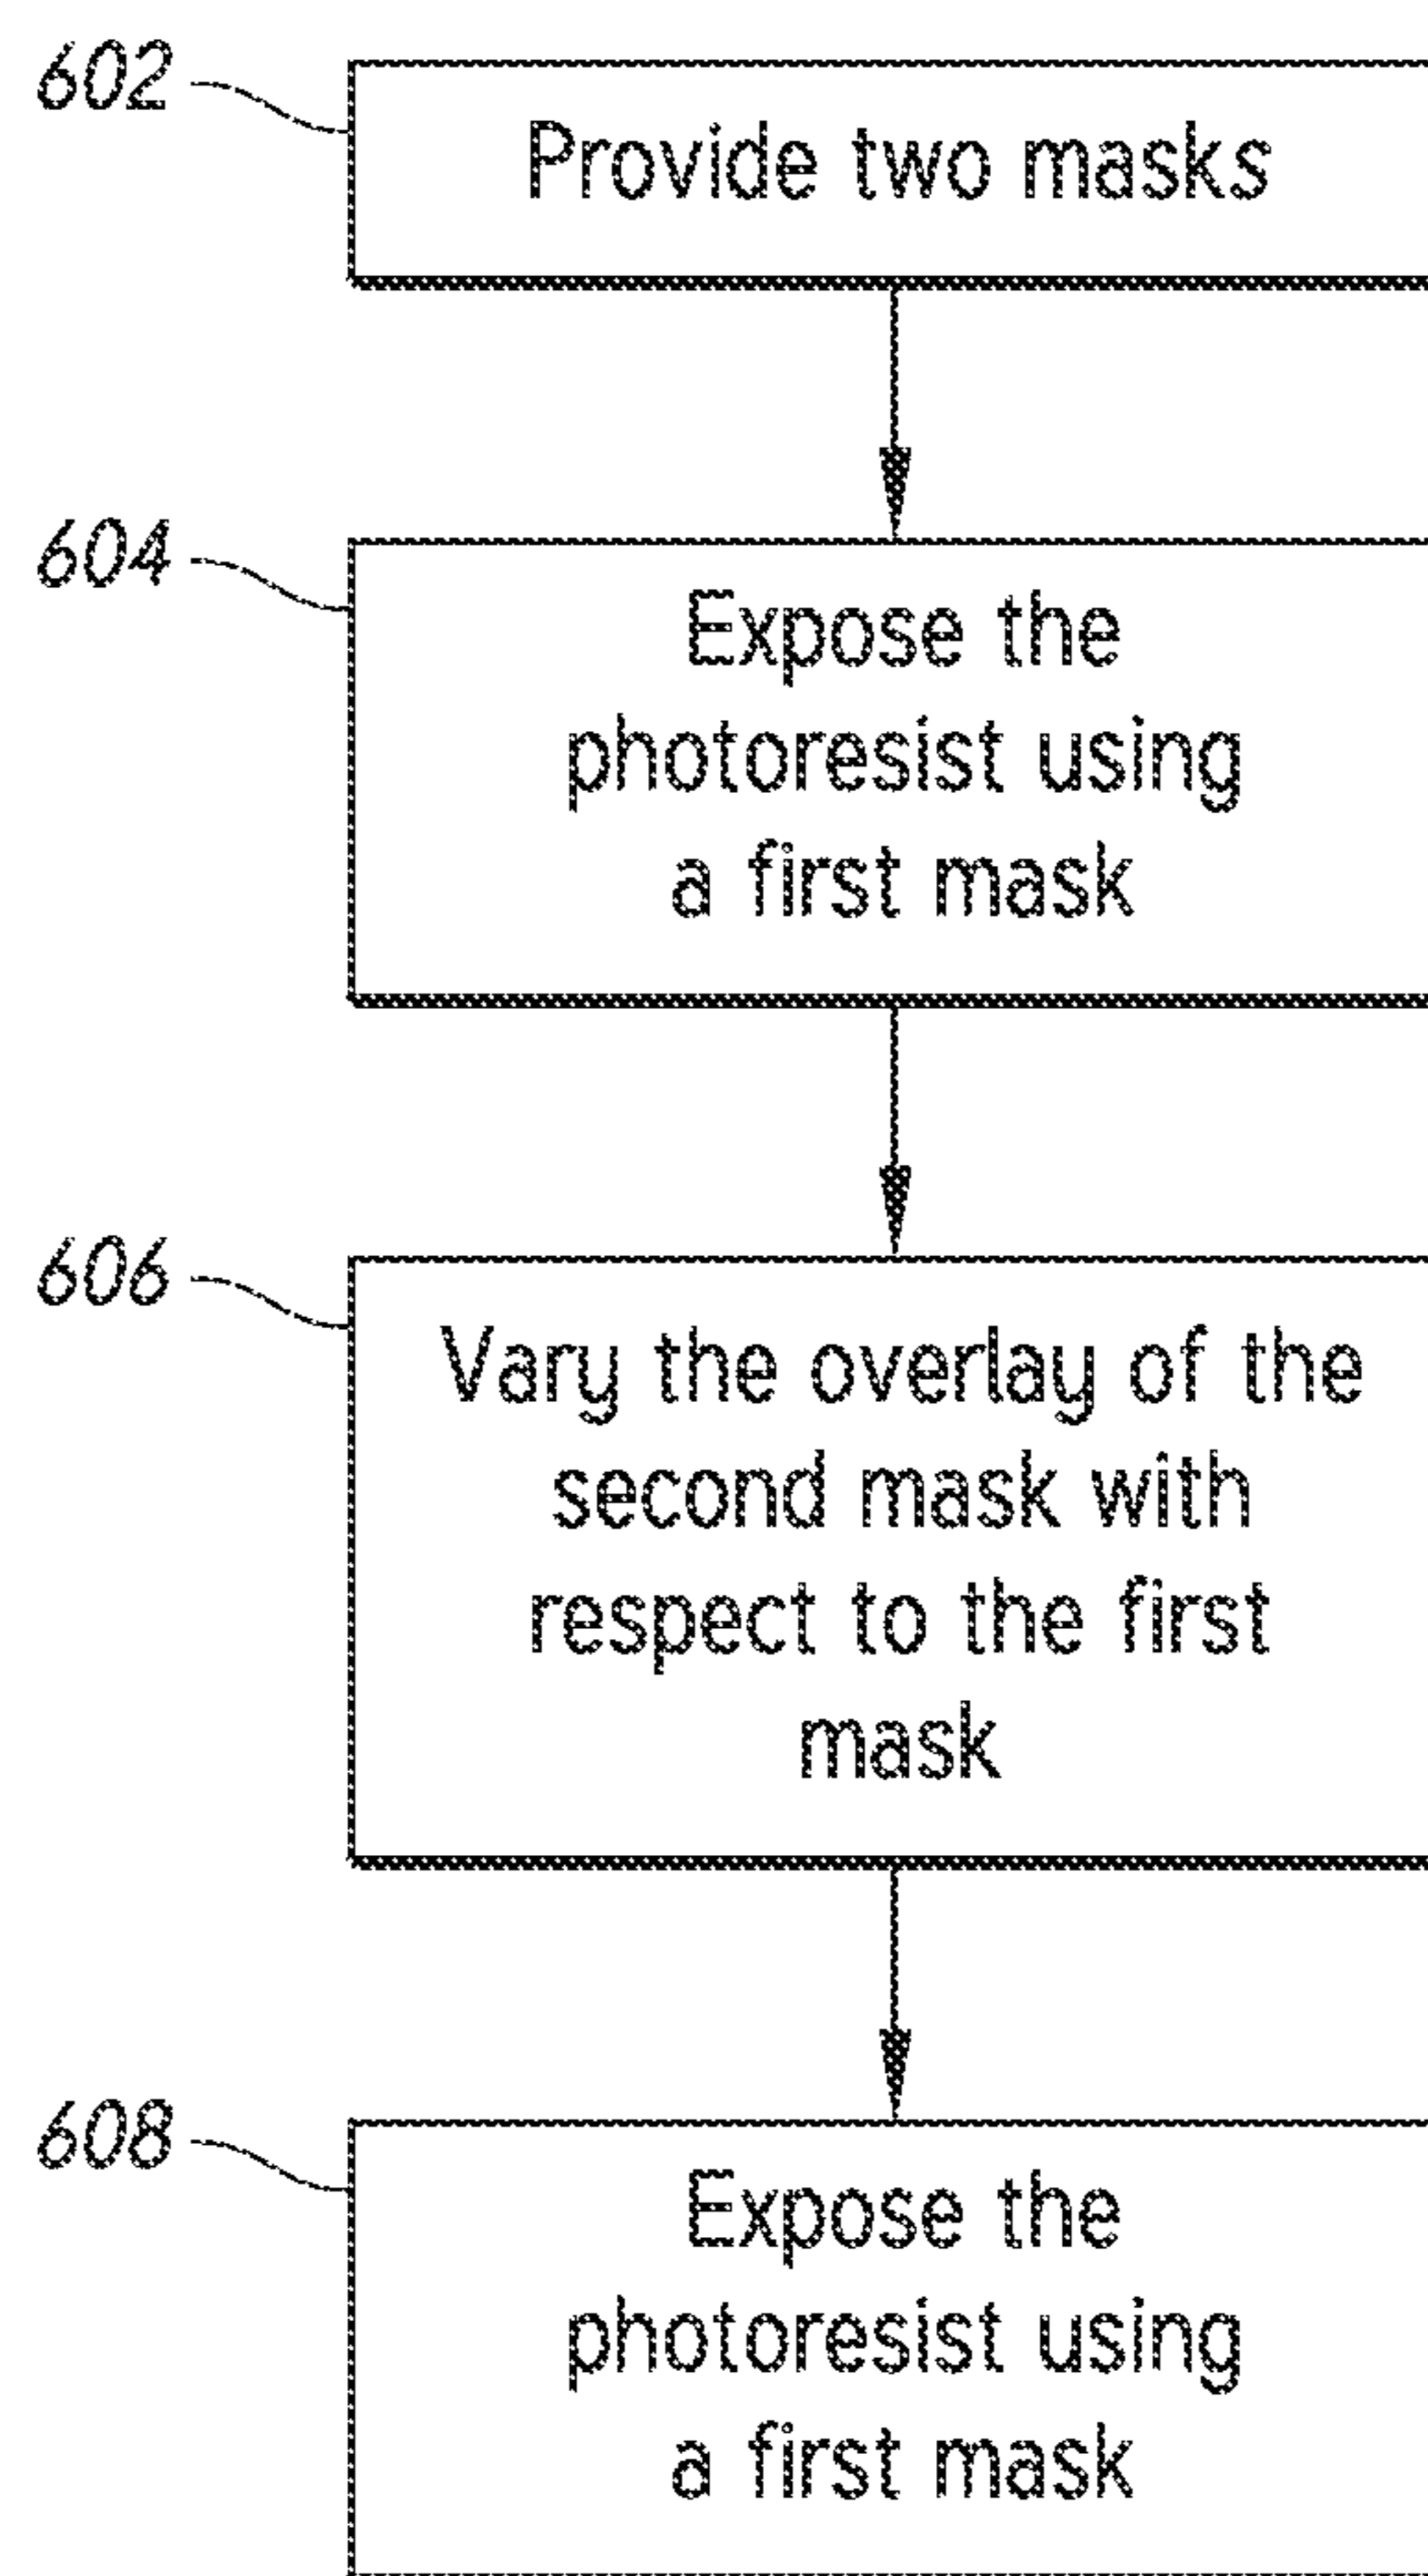 602
Provide two masks
604
Expose the
photoresist using
a first mask
606
Vary the overlay of the
second mask with
respect to the first
mask
608
Expose the
photoresist using
a first mask